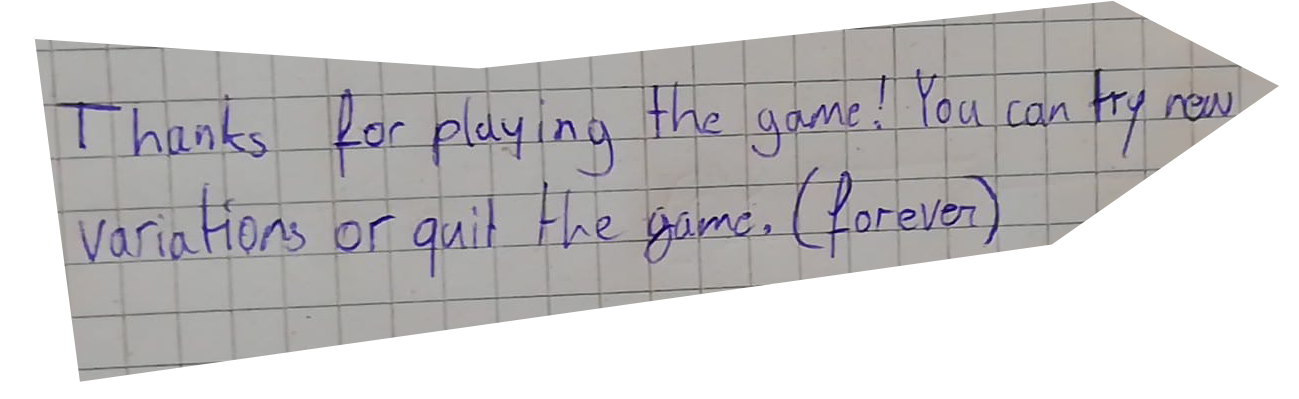 Thanks for playing the game! You can try new
variations or quit the game. (forever)